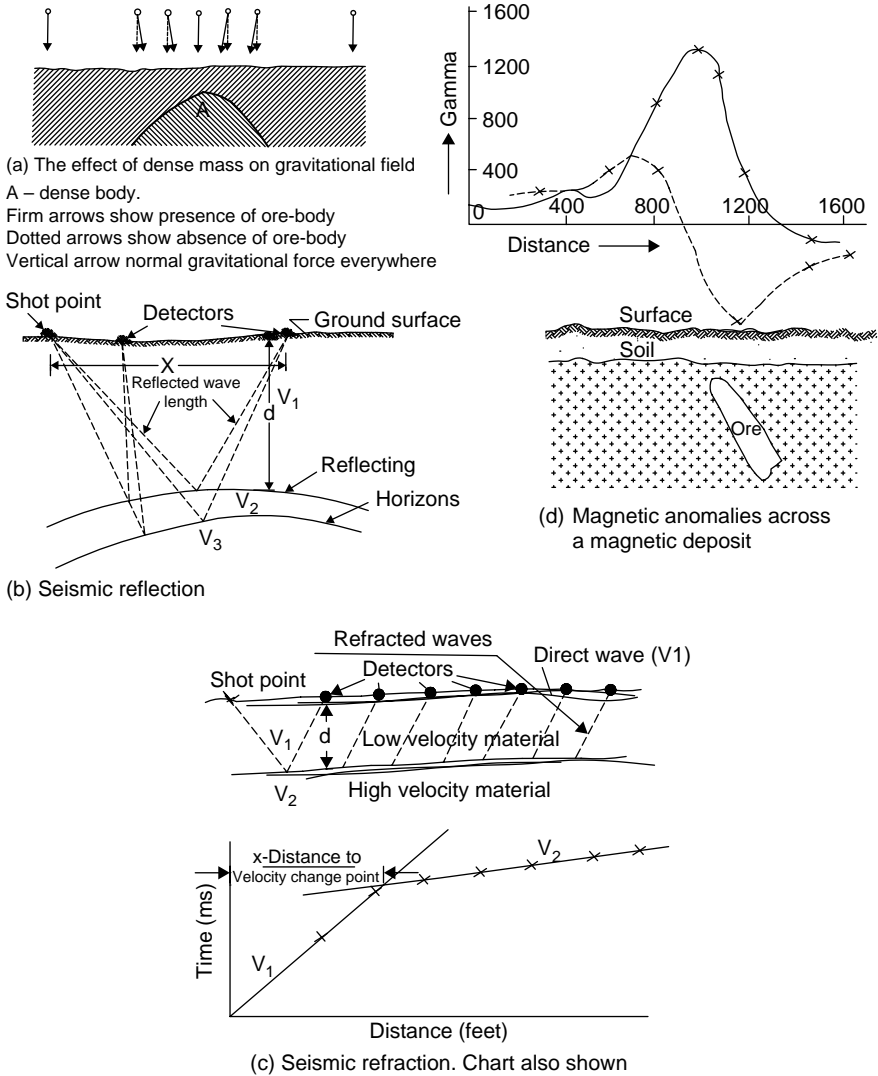 A
(a) The effect of dense mass on gravitational field
A – dense body.
Firm arrows show presence of ore-body
Dotted arrows show absence of ore-body
Vertical arrow normal gravitational force everywhere
Shot point
Detectors
Ground surface
X
Reflected wave
length
d
V1
Reflecting
V2
Horizons
V3
(b) Seismic reflection
1600
1200
800
400
0
Gamma
400
800
1200
1600
Distance
Surface
Soil
Ore
(d) Magnetic anomalies across
a magnetic deposit
Refracted waves
Direct wave (V1)
Shot point
Detectors
V1
d
Low velocity material
V2
High velocity material
x-Distance to
Velocity change point
V2
Time (ms)
V1
Distance (feet)
(c) Seismic refraction. Chart also shown